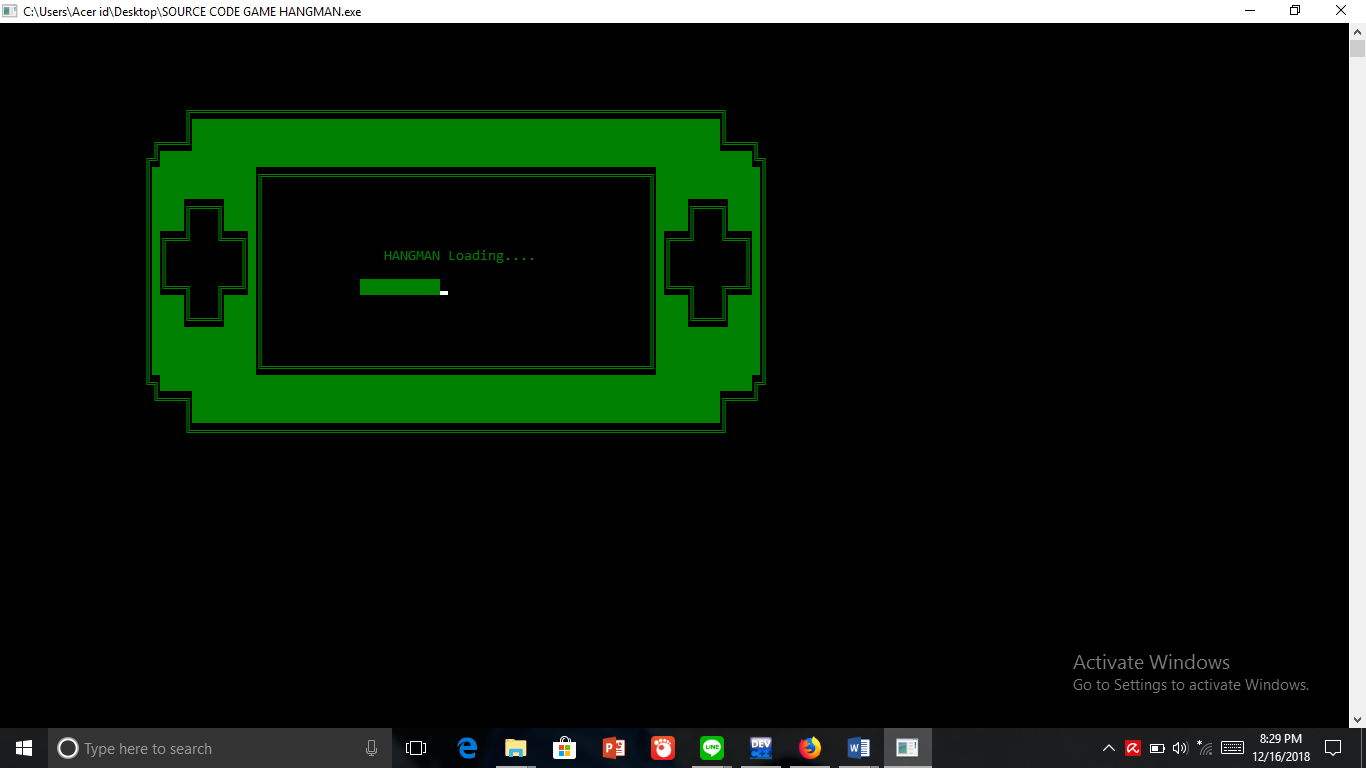 C:\Users\Acer id\Desktop\SOURCE CODE GAME HANGMAN.exe
HANGMAN Loading....
Activate Windows
Go to Settings to activate Windows.
Type here to search
DEV
8:29 PM
12/16/2018